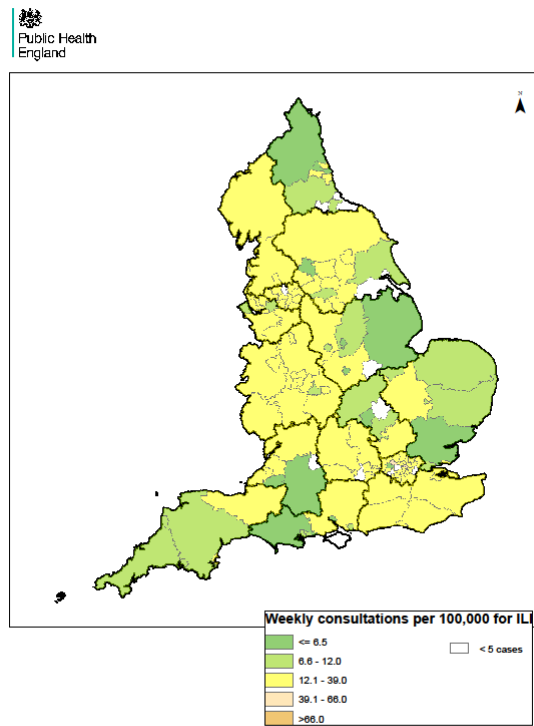 Public Health
England
N
Weekly consultations per 100,000 for ILI
<= 6.5
6.6 - 12.0
12.1 - 39.0
39.1 - 66.0
>66.0
< 5 cases